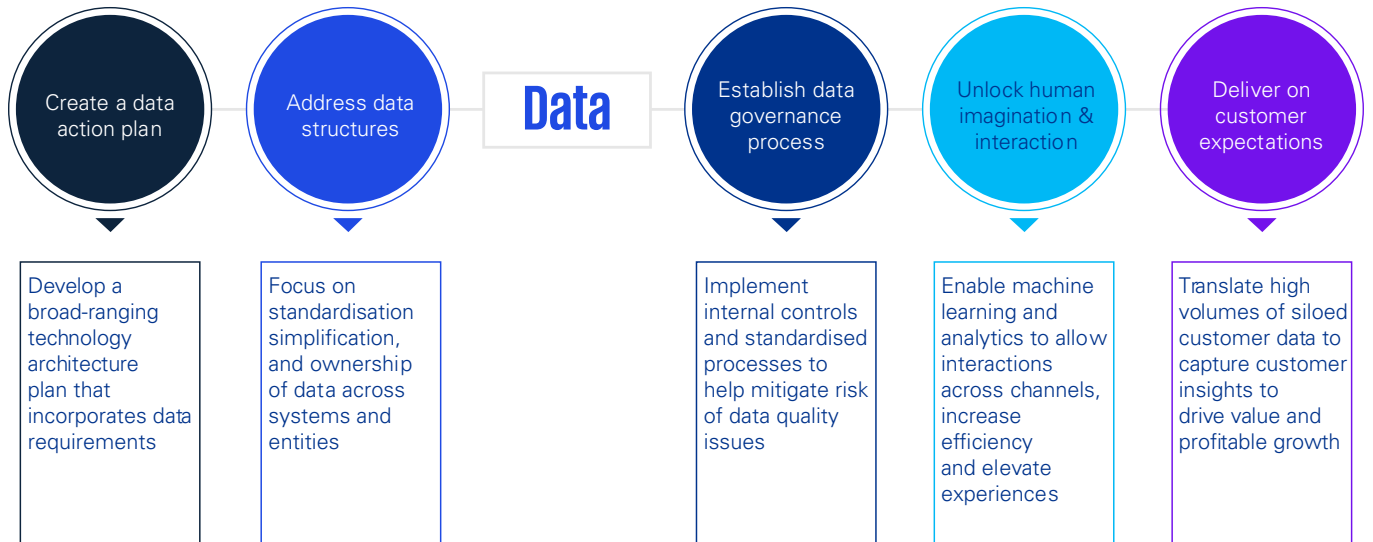 Create a data
action plan
Address data
structures
Data
Establish data
governance
process
Unlock human
imagination &
interaction
Deliver on
customer
expectations
Develop a
broad-ranging
technology
architecture
plan that
incorporates data
requirements
Focus on
standardisation
simplification,
and ownership
of data across
systems and
entities
Implement
internal controls
and standardised
processes to
help mitigate risk
of data quality
issues
Enable machine
learning and
analytics to allow
interactions
across channels,
increase
efficiency
and elevate
experiences
Translate high
volumes of siloed
customer data to
capture customer
insights to
drive value and
profitable growth